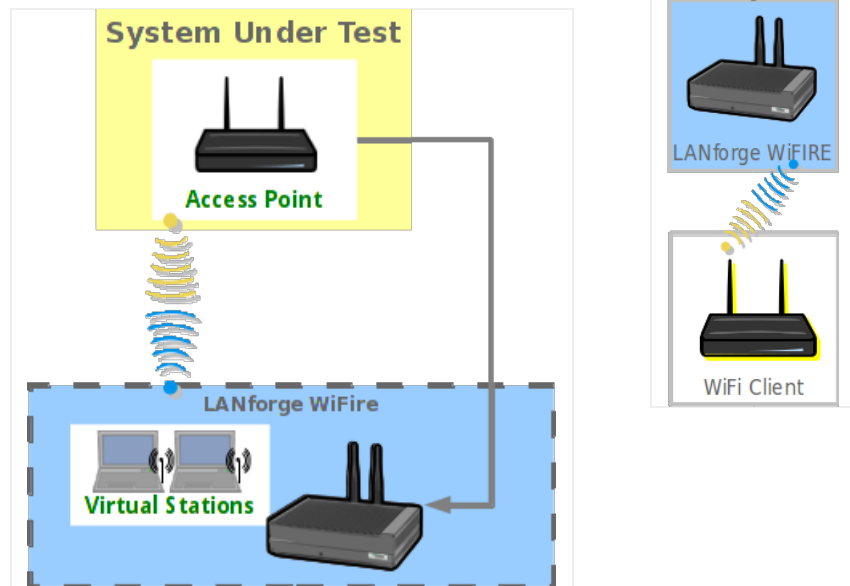 System Under Test
Access Point
LANforge WiFire
Virtual Stations
LANforge WiFIRE
WiFi Client